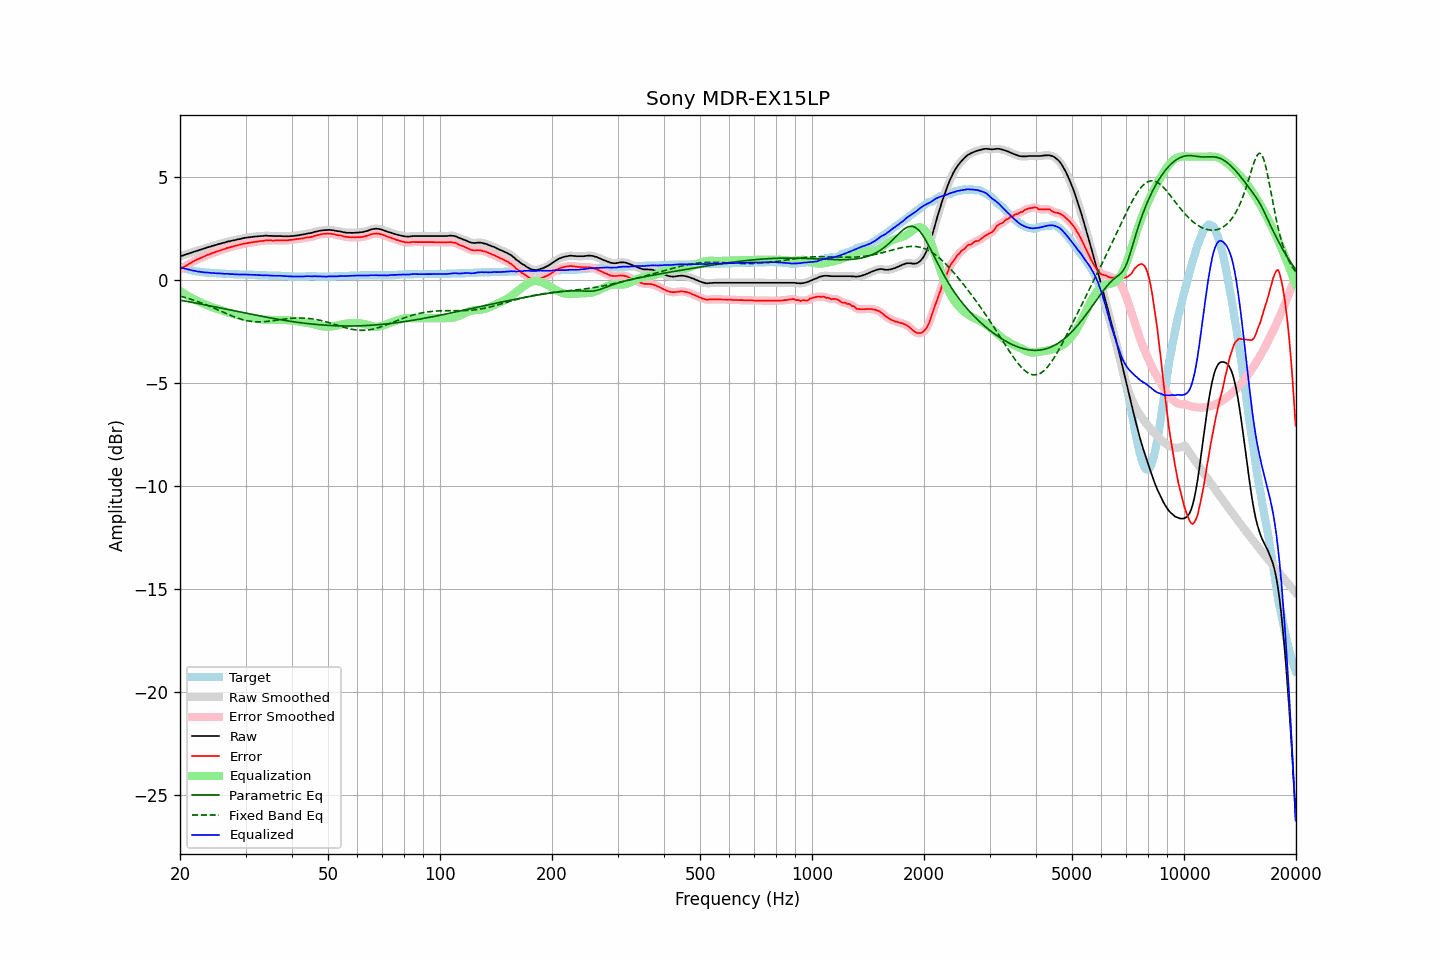 Sony MDR-EX15LP
5
0
−5
−10
−15
−20
−25
Amplitude (dBr)
Target
Raw Smoothed
Error Smoothed
Raw
Error
Equalization
Parametric Eq
Fixed Band Eq
Equalized
20 50 100 200 500 1000 2000 5000 10000 20000
Frequency (Hz)